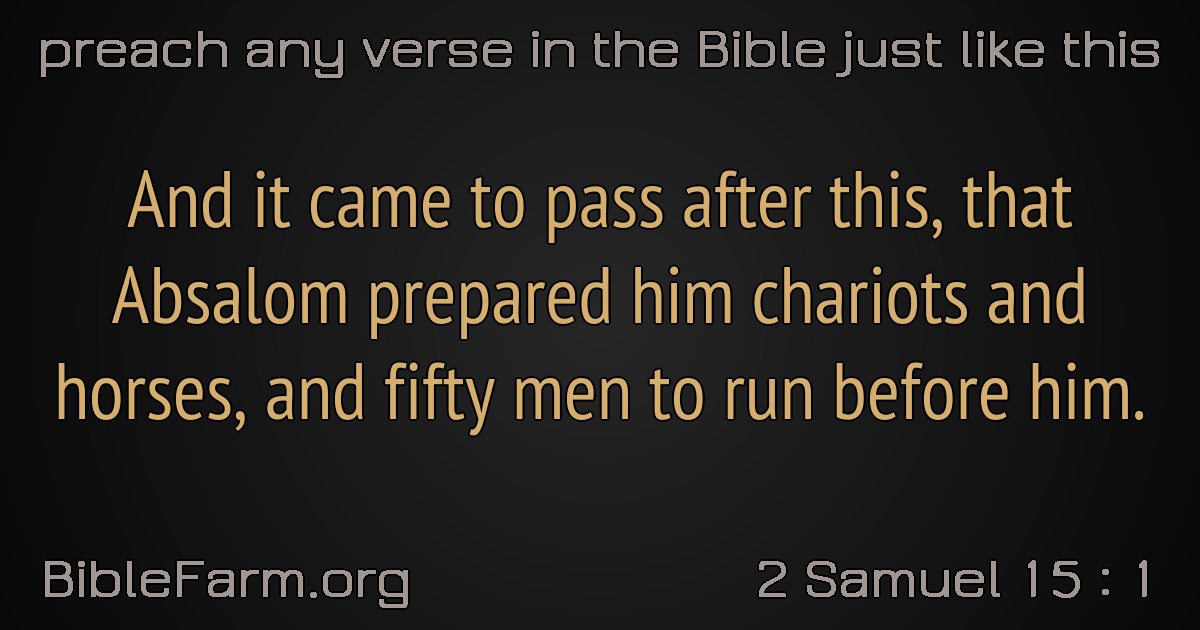 preach any verse in the Bible just like this
And it came to pass after this, that
Absalom prepared him chariots and
horses, and fifty men to run before him.
BibleFarm.org
2 Samuel 15 : 1